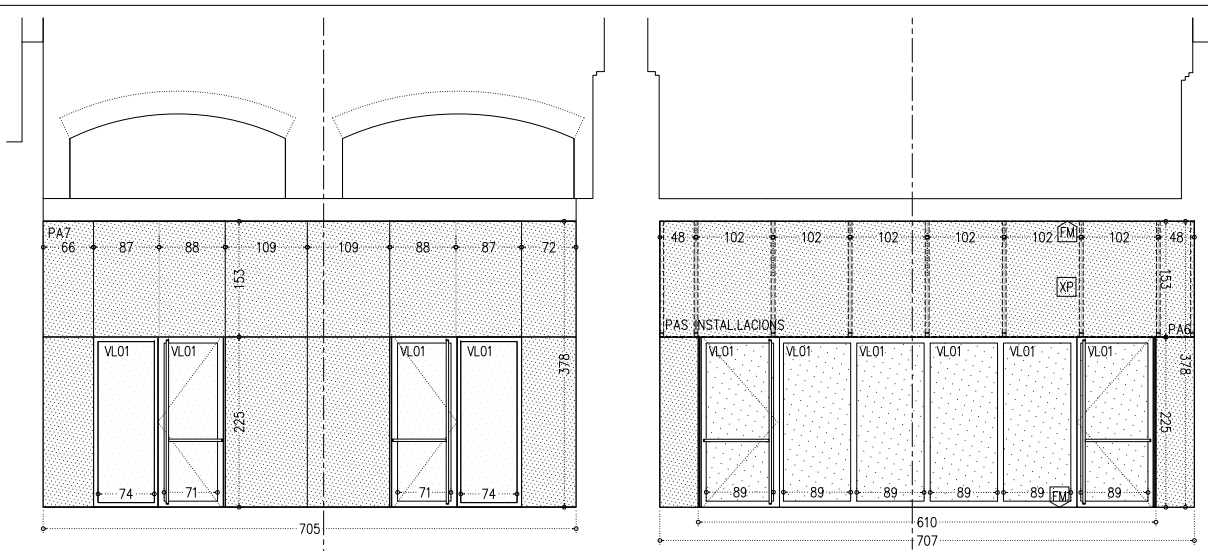 PA7
66 87 88 109 109 88 87 72
153
378
VL01 VL01 VL01 VL01
225
74 71 71 74
705
48 102 102 102 102 102 102 48
FM
XP
153
PAS INSTAL.LACIONS PA6
VL01 VL01 VL01 VL01 VL01 VL01
378
225
89 89 89 89 89 89
FM
610
707